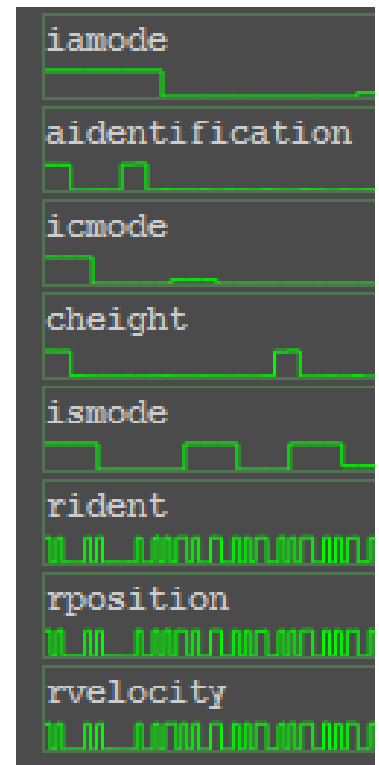 iamode
aidentification
icmode
cheight
ismode
rident
rposition
rvelocity